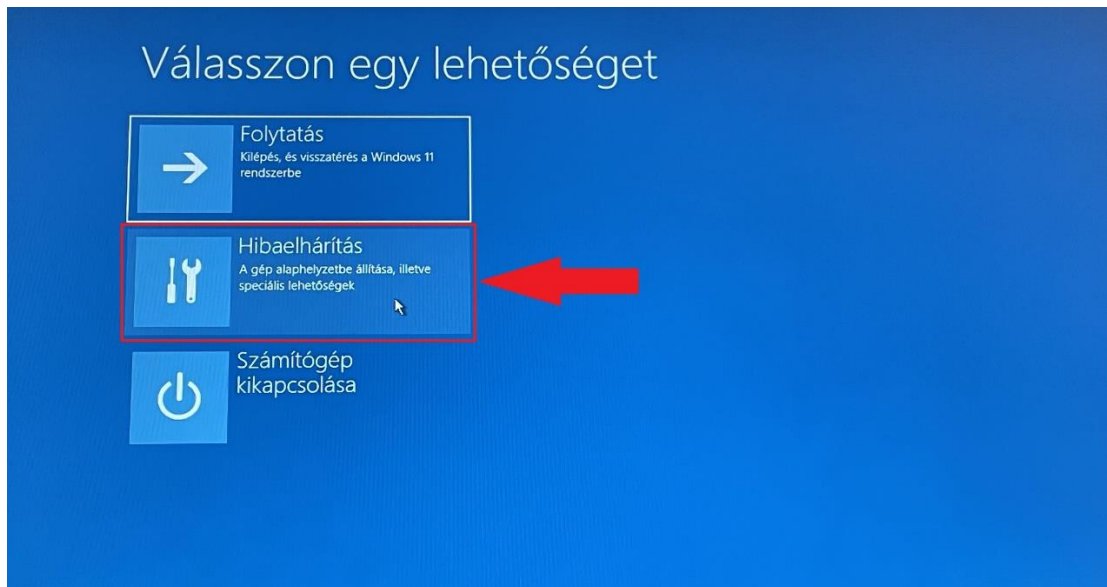 Válasszon egy lehetőséget
Folytatás
Kilépés, és visszatérés a Windows 11
rendszerbe
Hibaelhárítás
A gép alaphelyzetbe állítása, illetve
speciális lehetőségek
Számítógép
kikapcsolása